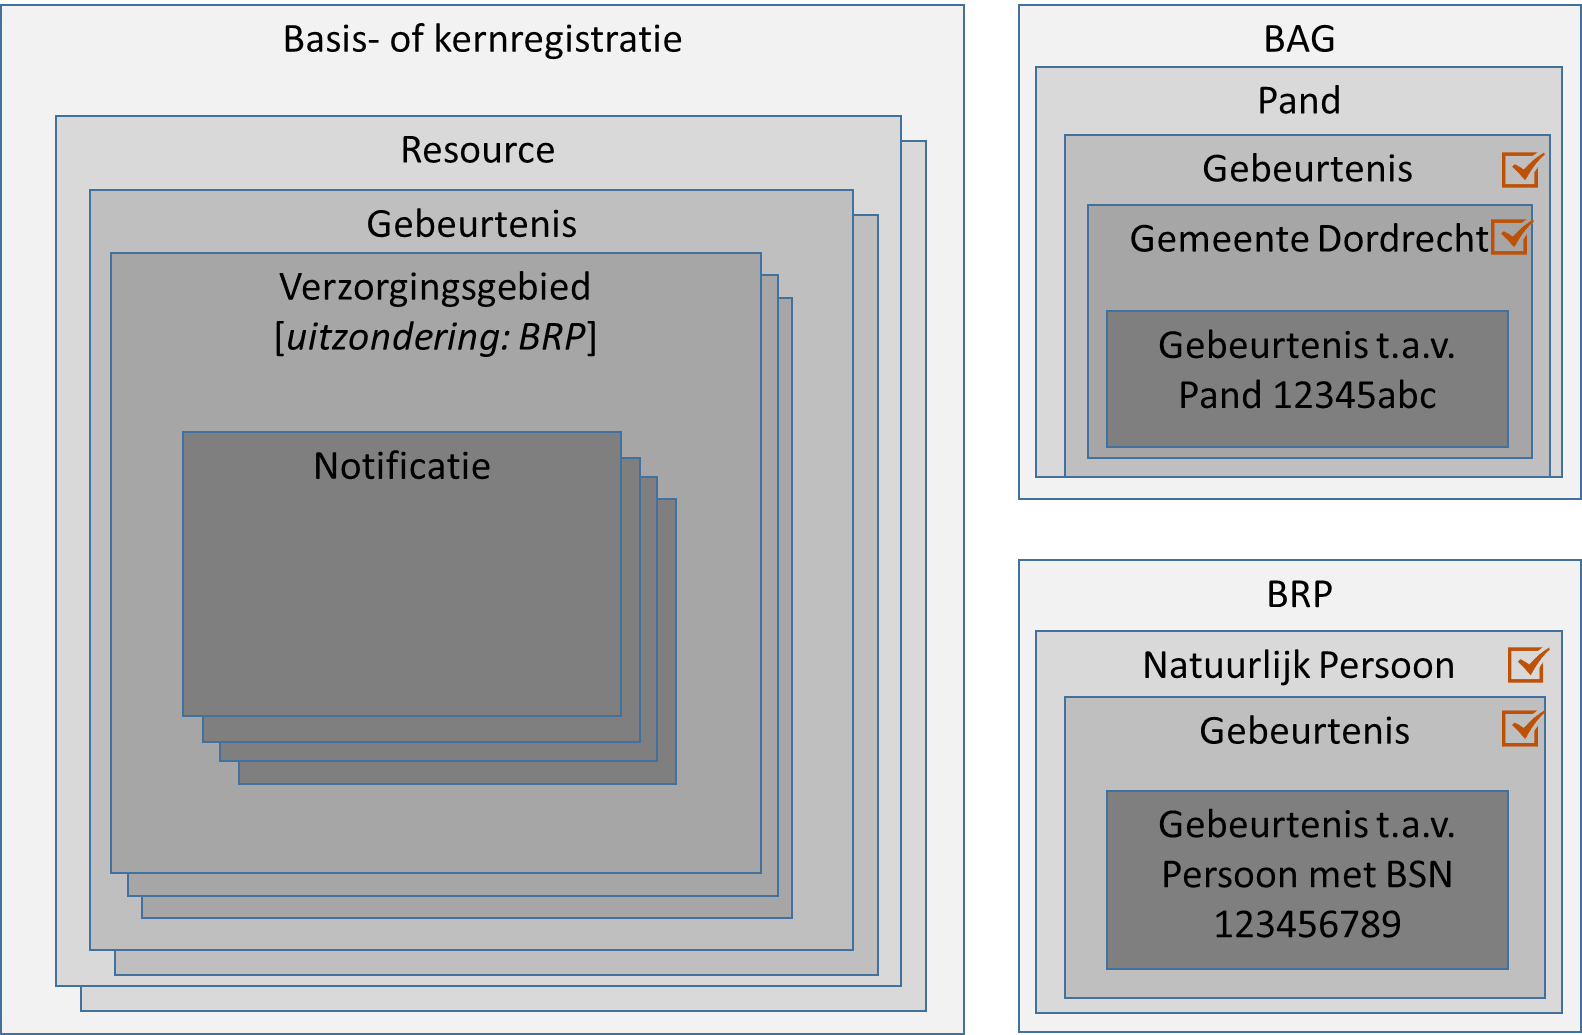 Basis- of kernregistratie
Resource
Gebeurtenis
Verzorgingsgebied
[uitzondering: BRP]
Notificatie
BAG
Pand
Gebeurtenis
Gemeente Dordrecht
Gebeurtenis t.a.v.
Pand 12345abc
BRP
Natuurlijk Persoon
Gebeurtenis
Gebeurtenis t.a.v.
Persoon met BSN
123456789